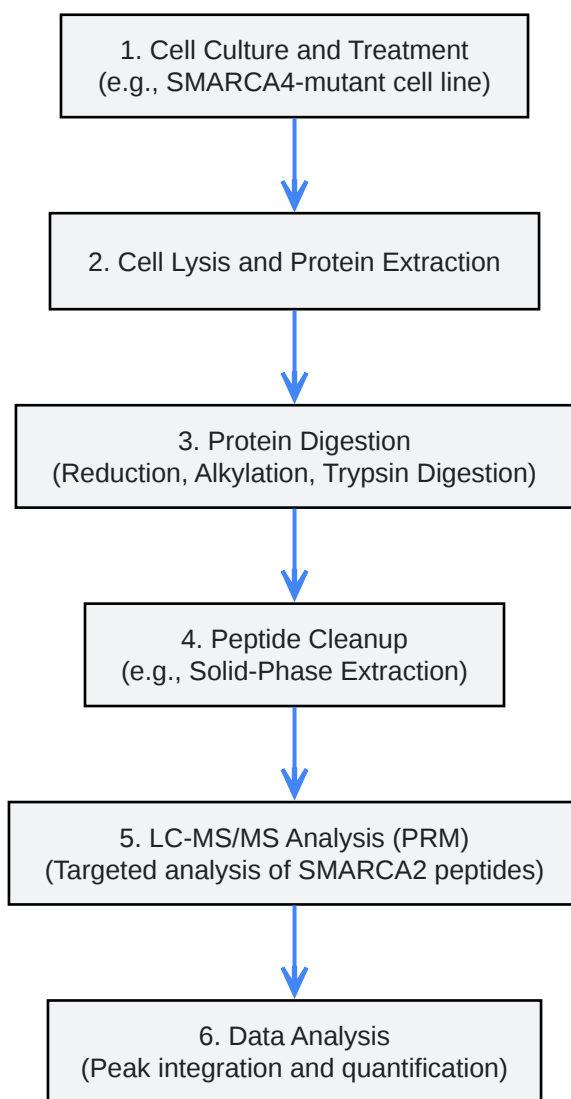 1. Cell Culture and Treatment
(e.g., SMARCA4-mutant cell line)
2. Cell Lysis and Protein Extraction
3. Protein Digestion
(Reduction, Alkylation, Trypsin Digestion)
4. Peptide Cleanup
(e.g., Solid-Phase Extraction)
5. LC-MS/MS Analysis (PRM)
(Targeted analysis of SMARCA2 peptides)
6. Data Analysis
(Peak integration and quantification)